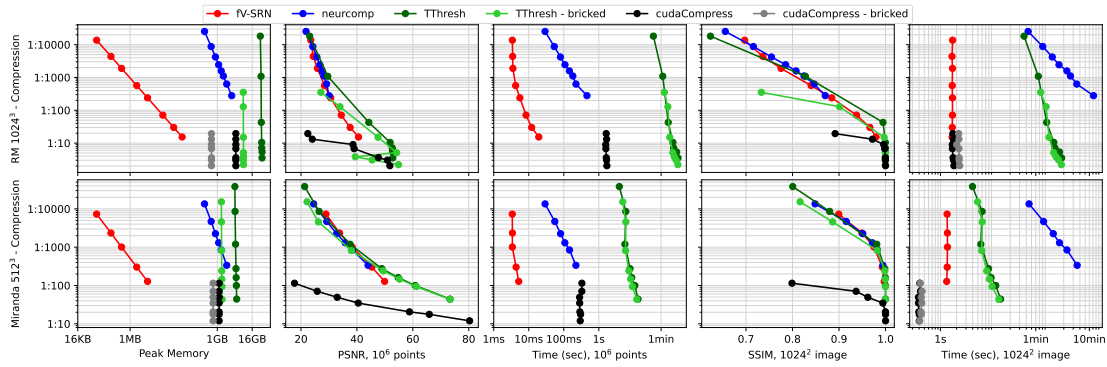 fV-SRN neurcomp TThresh TThresh - bricked cudaCompress cudaCompress - bricked
RM 1024³ - Compression
1:10000
1:1000
1:100
1:10
Miranda 512³ - Compression
1:10000
1:1000
1:100
1:10
16KB 1MB 1GB 16GB
Peak Memory
20 40 60 80
PSNR, 10⁶ points
1ms 10ms 100ms 1s 1min
Time (sec), 10⁶ points
0.7 0.8 0.9 1.0
SSIM, 1024² image
1s 1min 10min
Time (sec), 1024² image